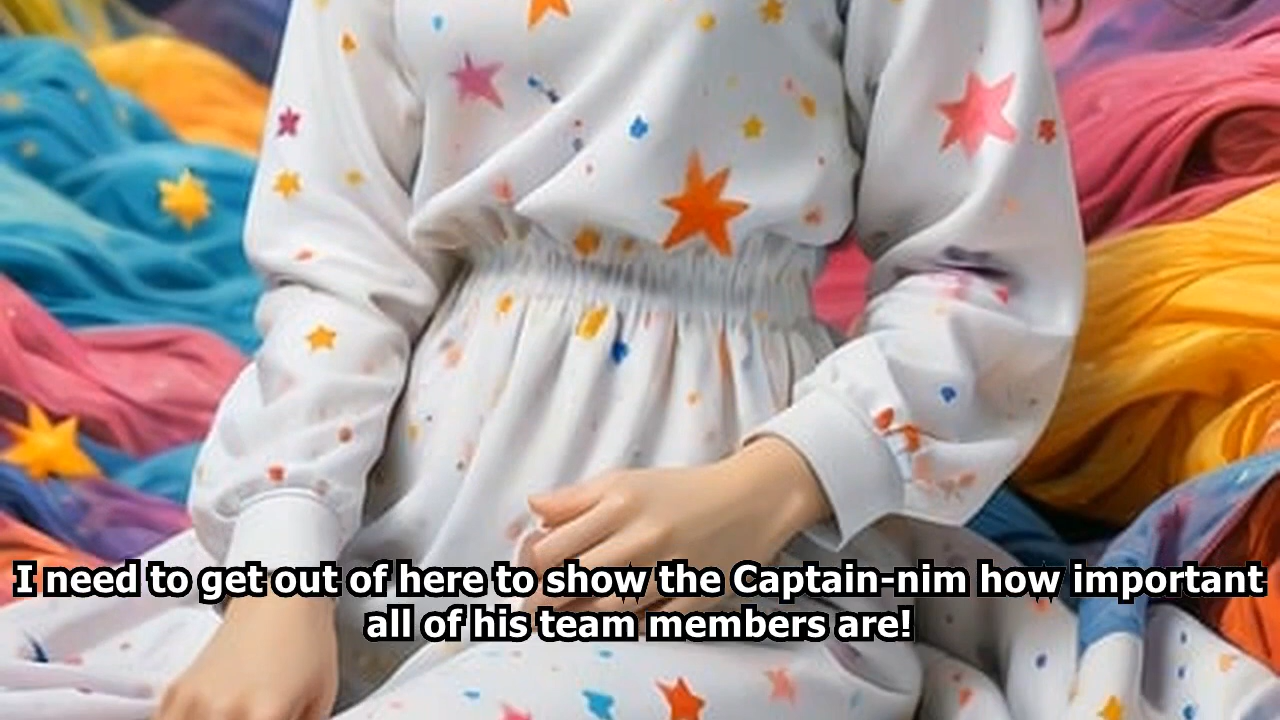 I need to get out of here to show the Captain-nim how important
all of his team members are!